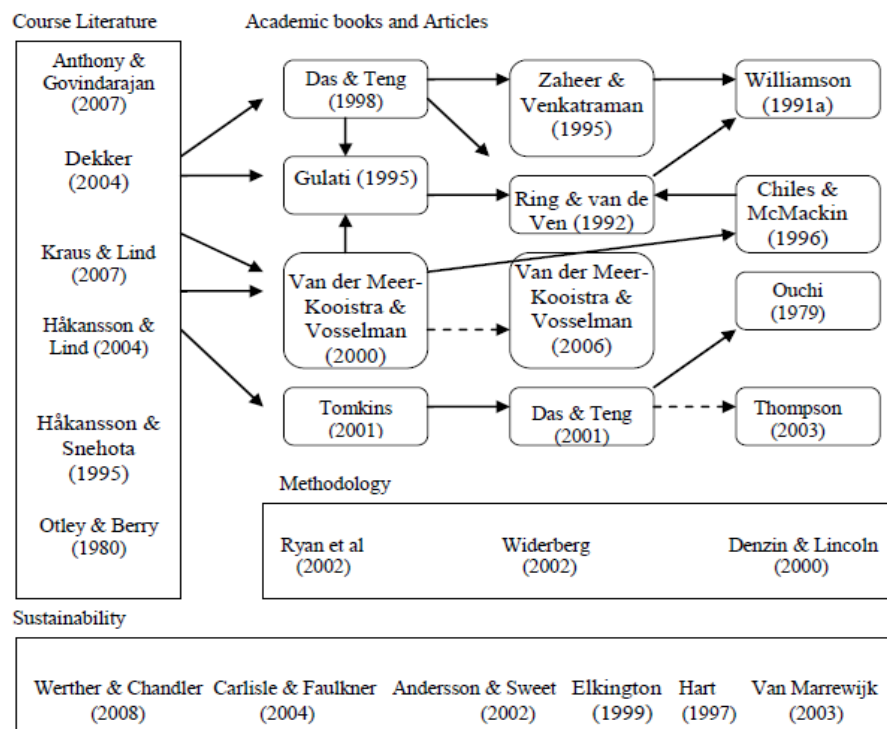 Course Literature
Academic books and Articles
Anthony &
Govindarajan
(2007)
Dekker
(2004)
Kraus & Lind
(2007)
Håkansson &
Lind (2004)
Håkansson &
Snehota
(1995)
Otley & Berry
(1980)
Das & Teng
(1998)
Zaheer &
Venkatraman
(1995)
Williamson
(1991a)
Gulati (1995)
Ring & van de
Ven (1992)
Chiles &
McMackin
(1996)
Van der Meer-
Kooistra &
Vosselman
(2000)
Van der Meer-
Kooistra &
Vosselman
(2006)
Ouchi
(1979)
Tomkins
(2001)
Das & Teng
(2001)
Thompson
(2003)
Methodology
Ryan et al
(2002)
Widerberg
(2002)
Denzin & Lincoln
(2000)
Sustainability
Werther & Chandler
(2008)
Carlisle & Faulkner
(2004)
Andersson & Sweet
(2002)
Elkington
(1999)
Hart
(1997)
Van Marrewijk
(2003)